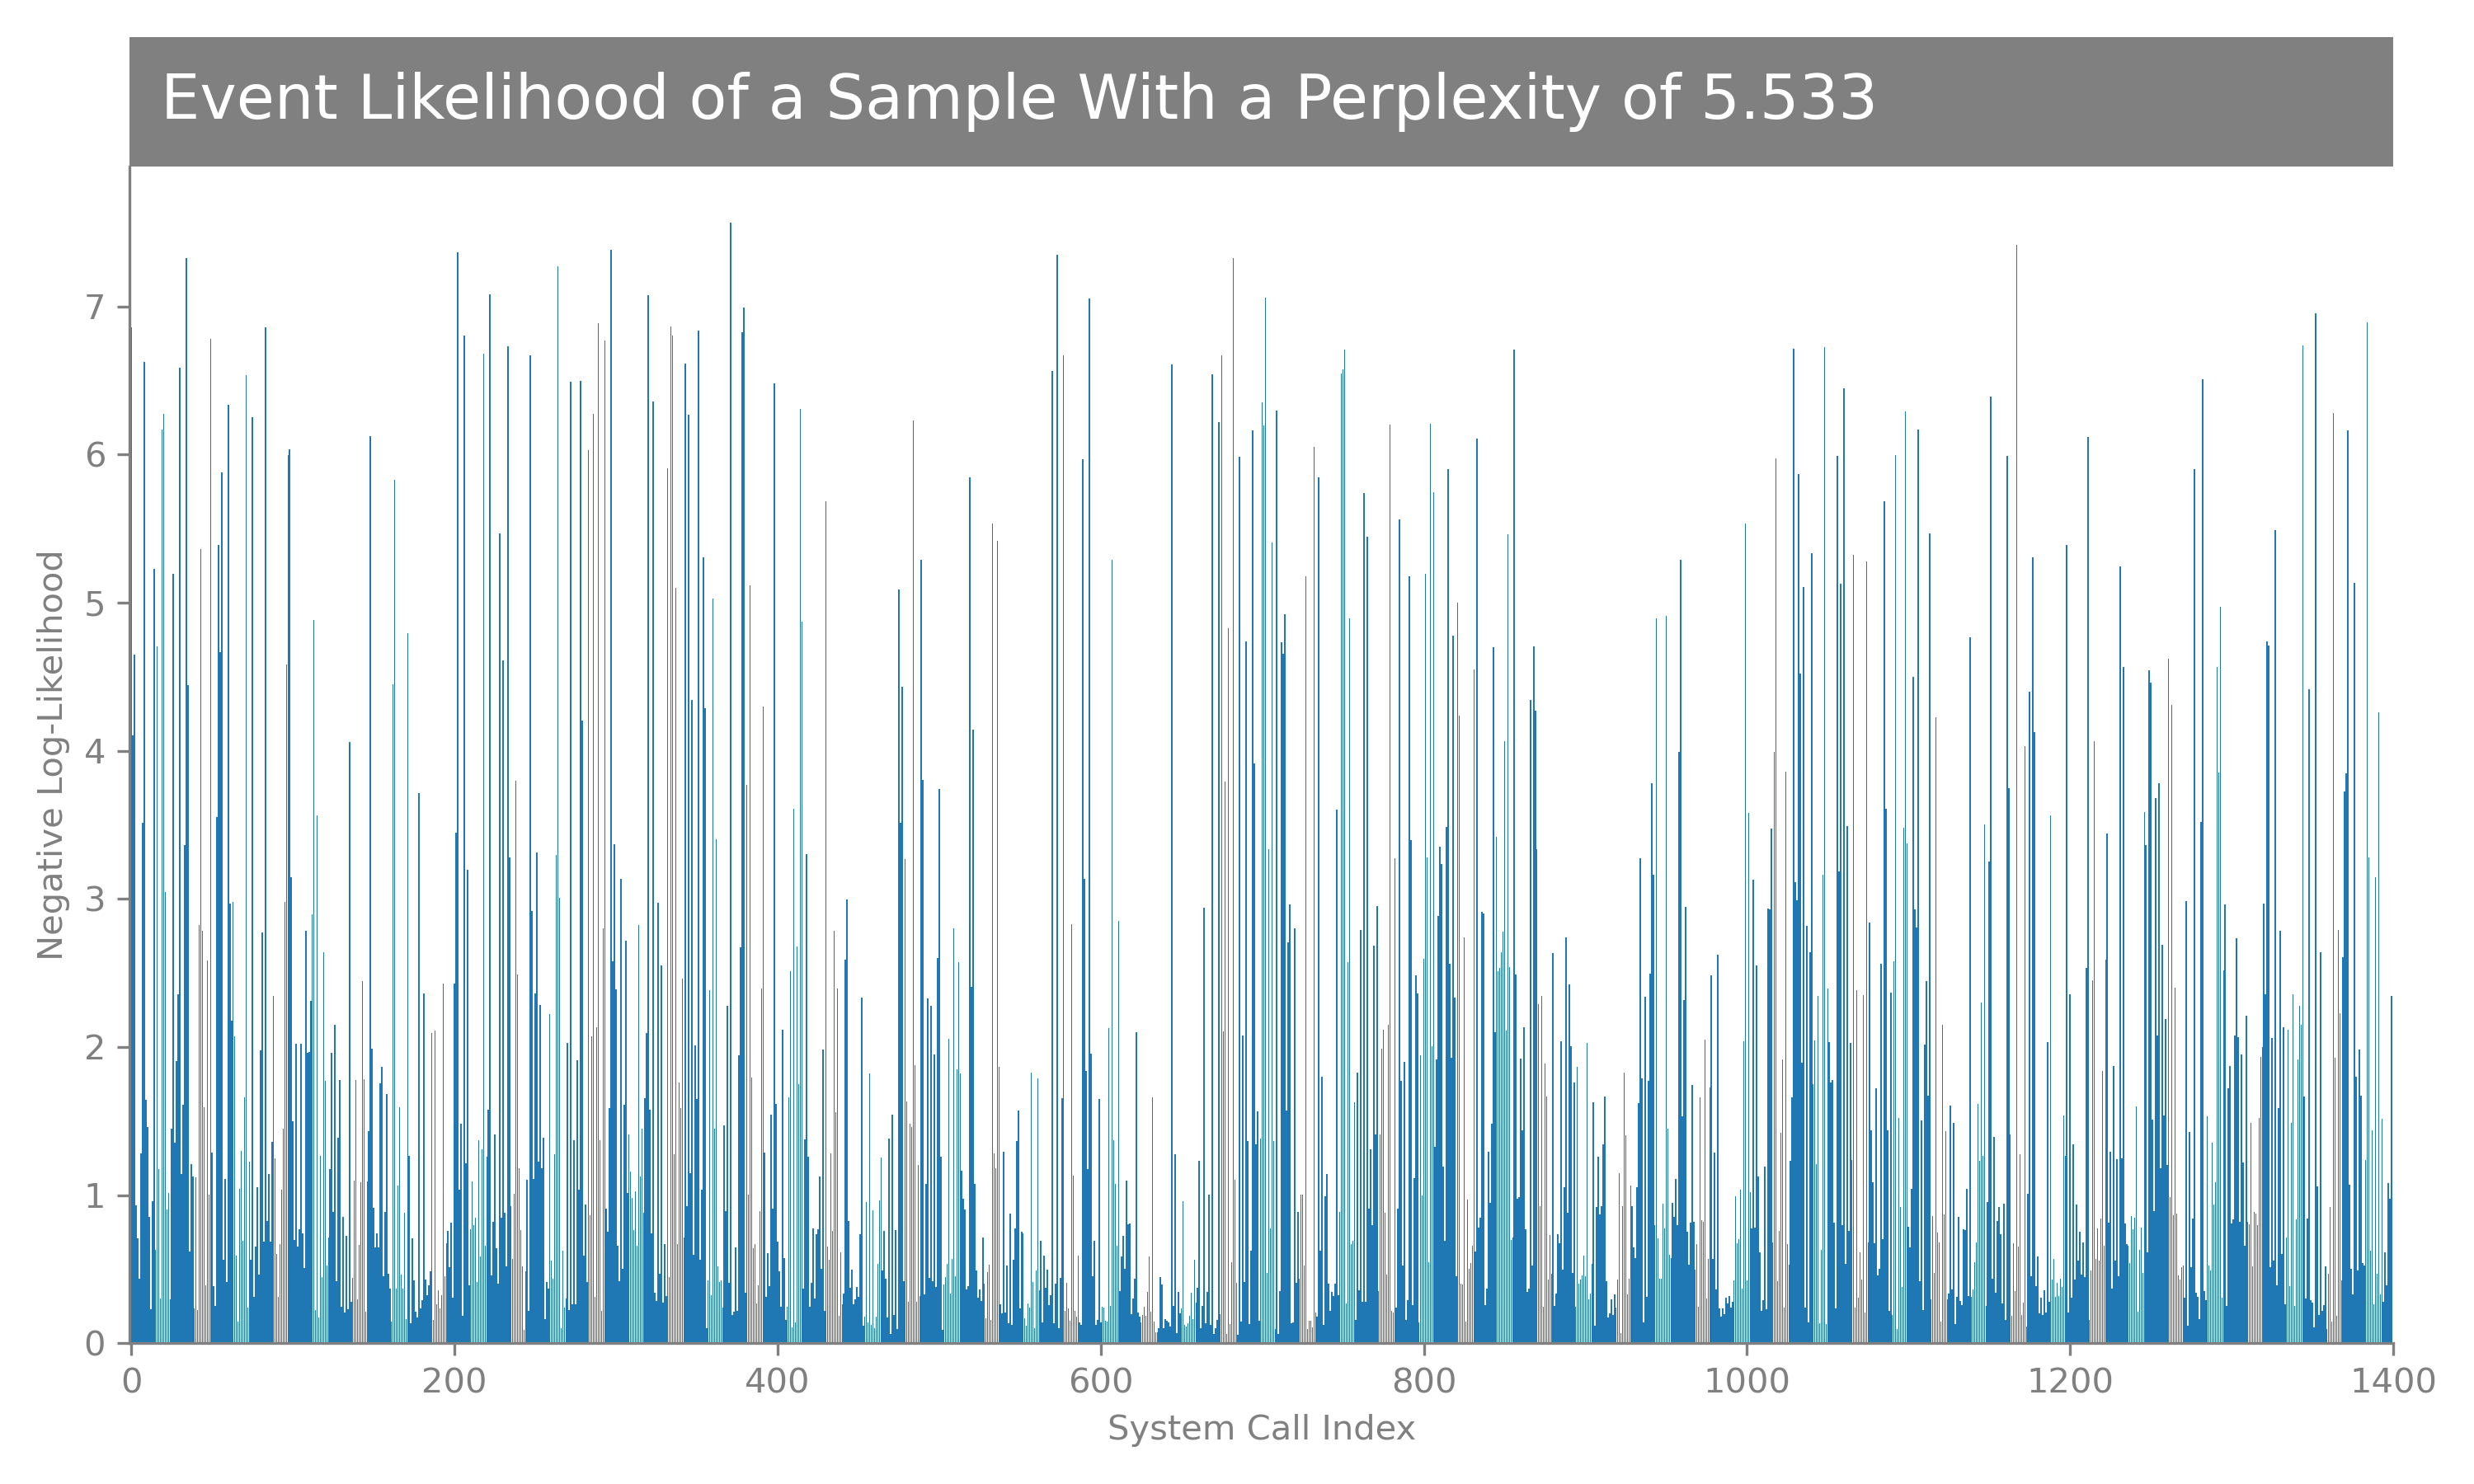 Event Likelihood of a Sample With a Perplexity of 5.533
Negative Log-Likelihood
7
6
5
4
3
2
1
0
0 200 400 600 800 1000 1200 1400
System Call Index